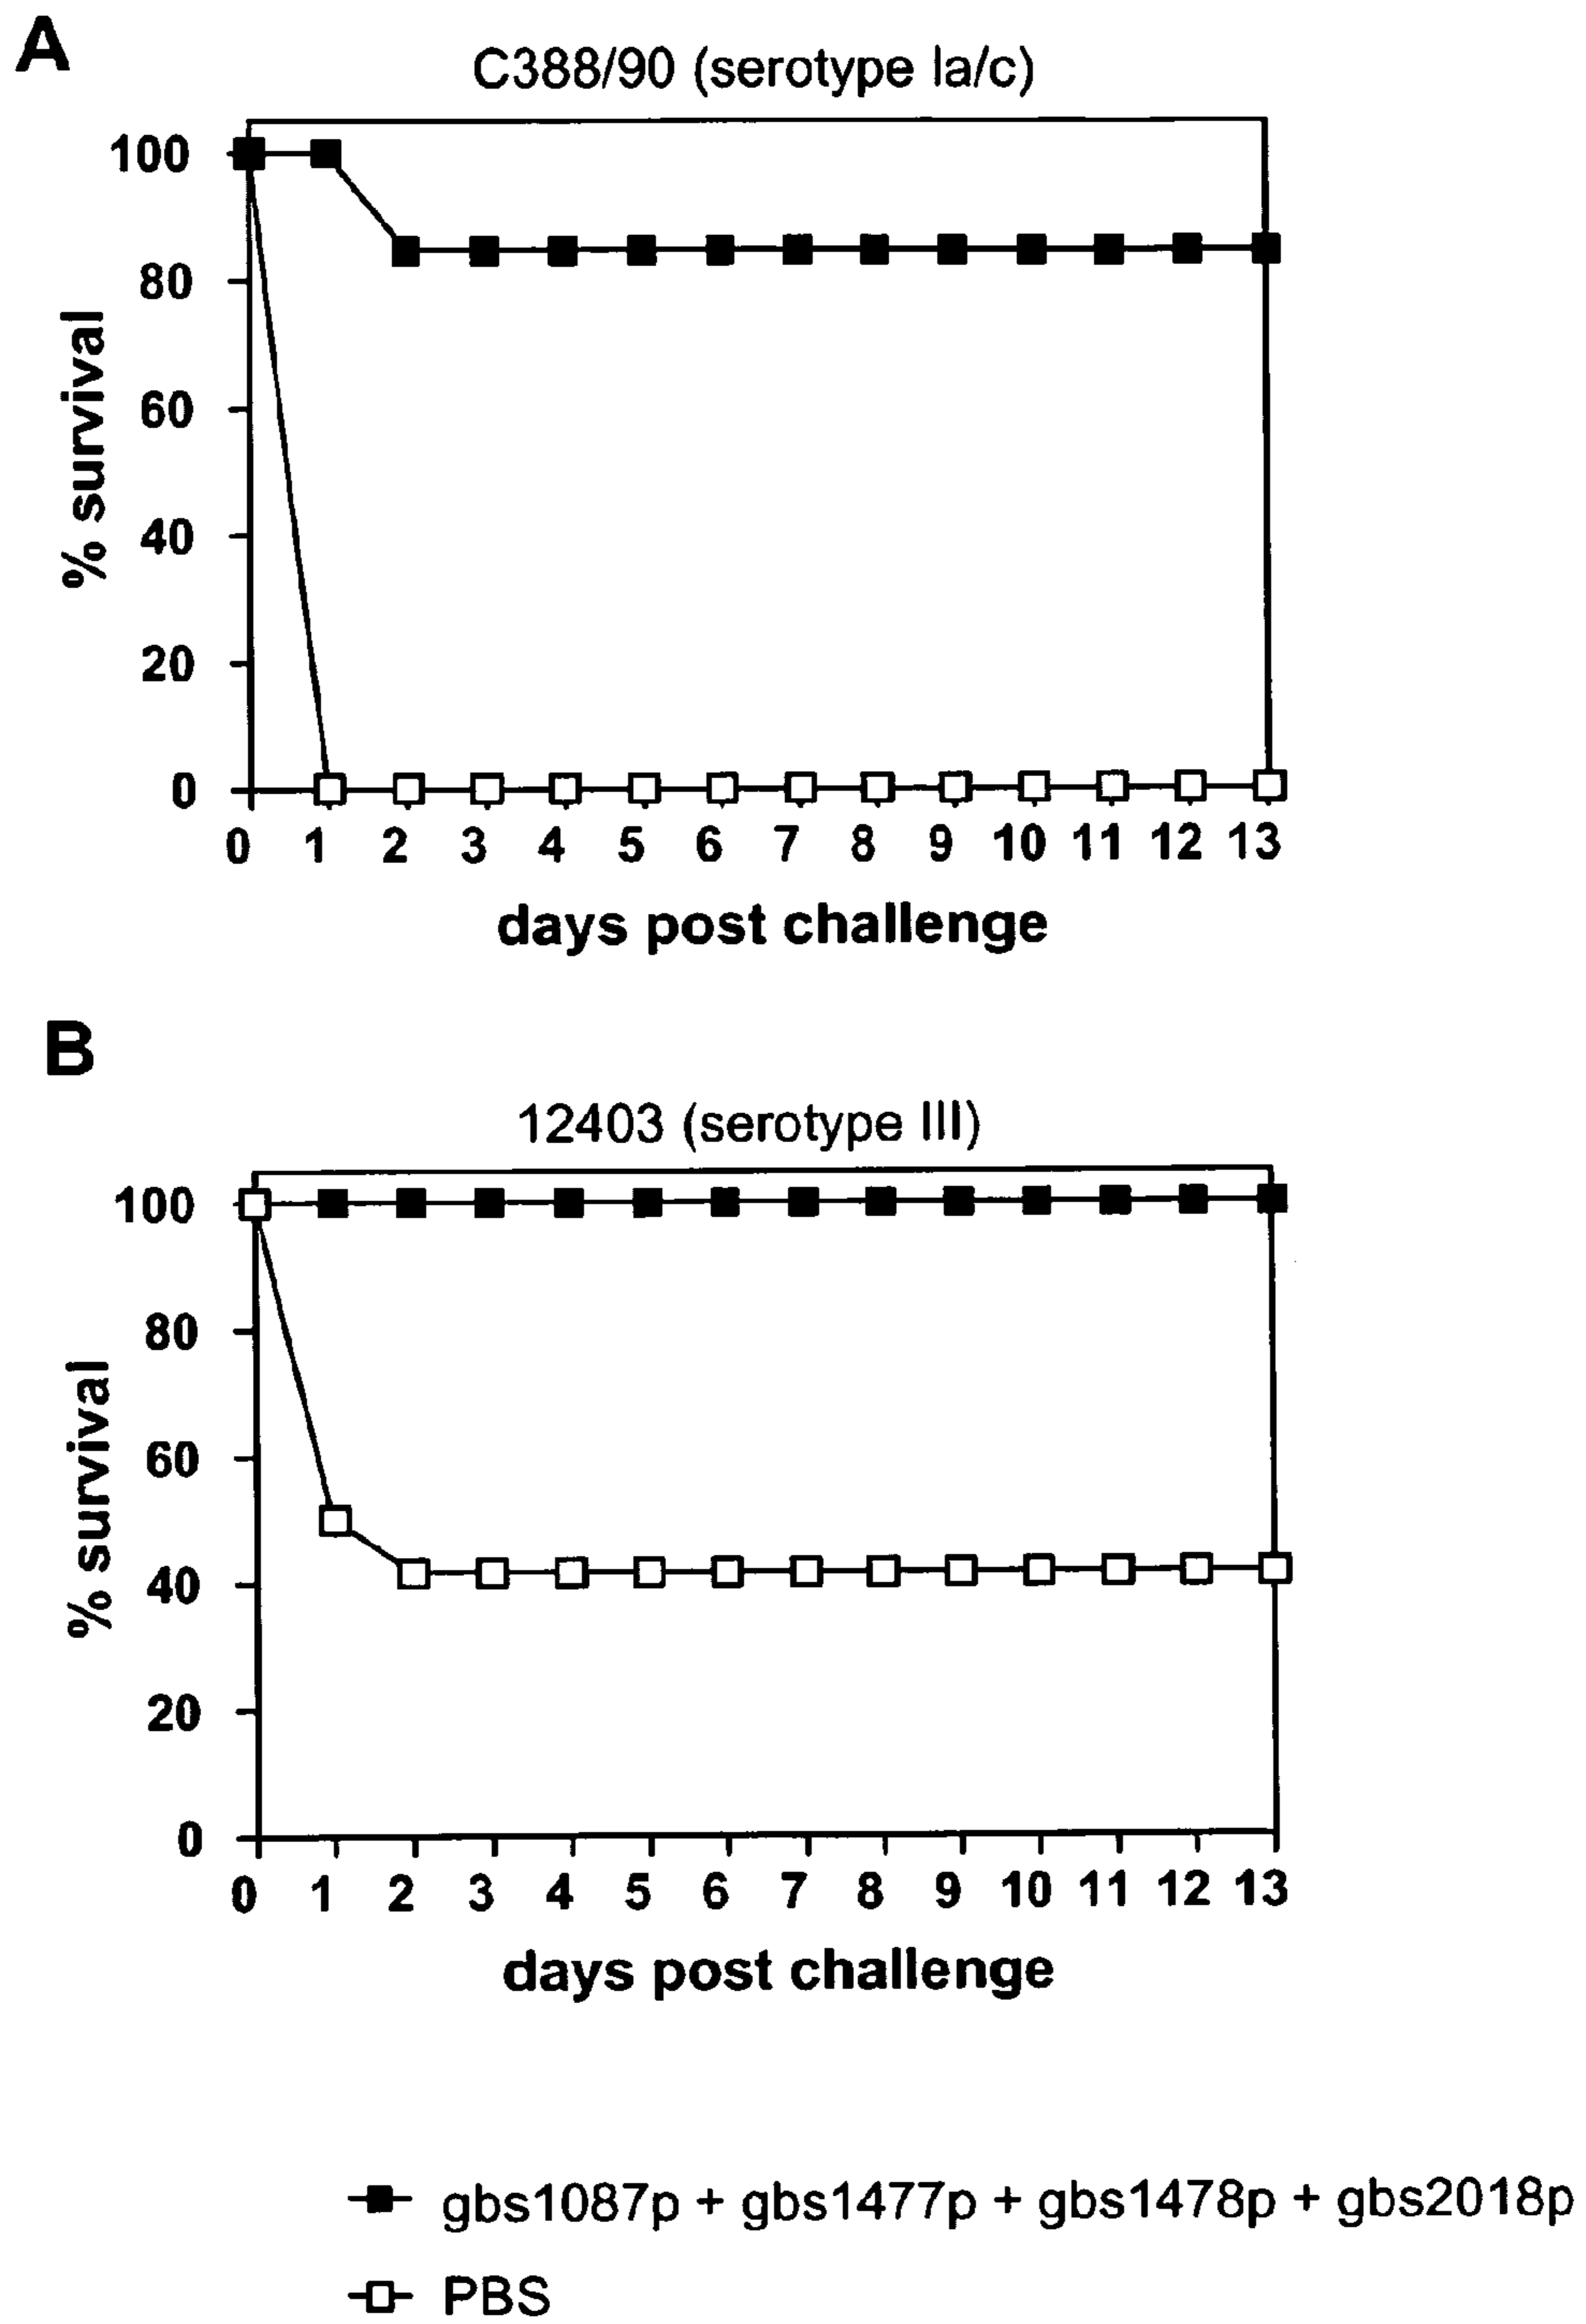 A
C388/90 (serotype Ia/c)
100
80
60
40
20
0
% survival
0 1 2 3 4 5 6 7 8 9 10 11 12 13
days post challenge
B
12403 (serotype III)
100
80
60
40
20
0
% survival
0 1 2 3 4 5 6 7 8 9 10 11 12 13
days post challenge
gbs1087p + gbs1477p + gbs1478p + gbs2018p
PBS